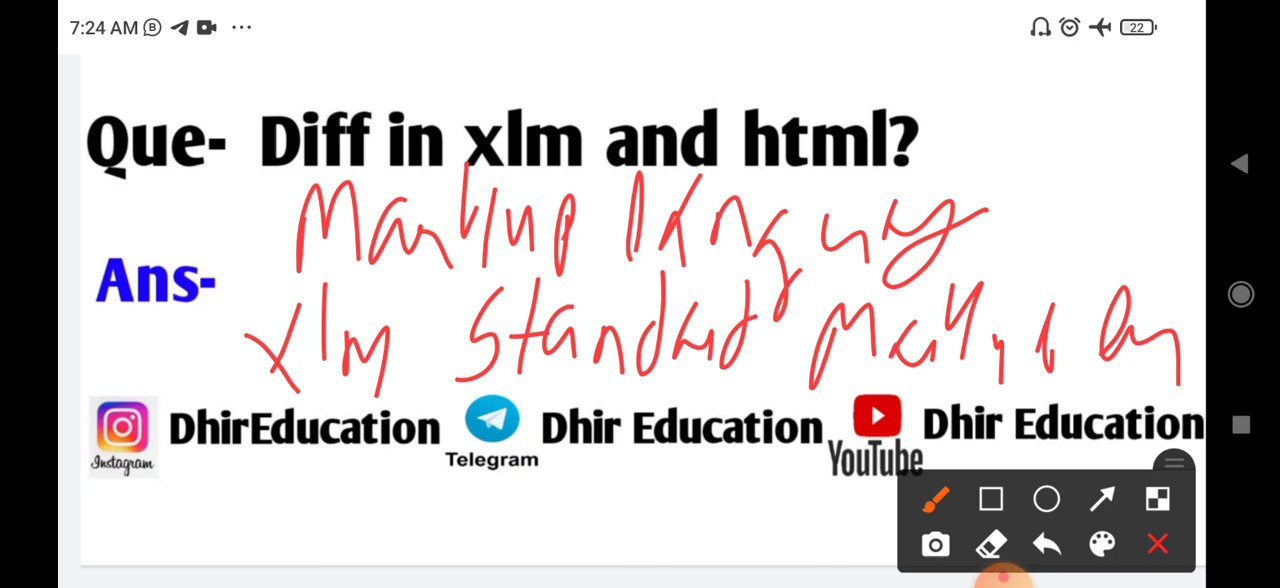 7:24 AM
22
Que- Diff in xlm and html?
Markup
Ans-
xlm Standard
Instagram
DhirEducation
Telegram
Dhir Education
YouTube
Dhir Education